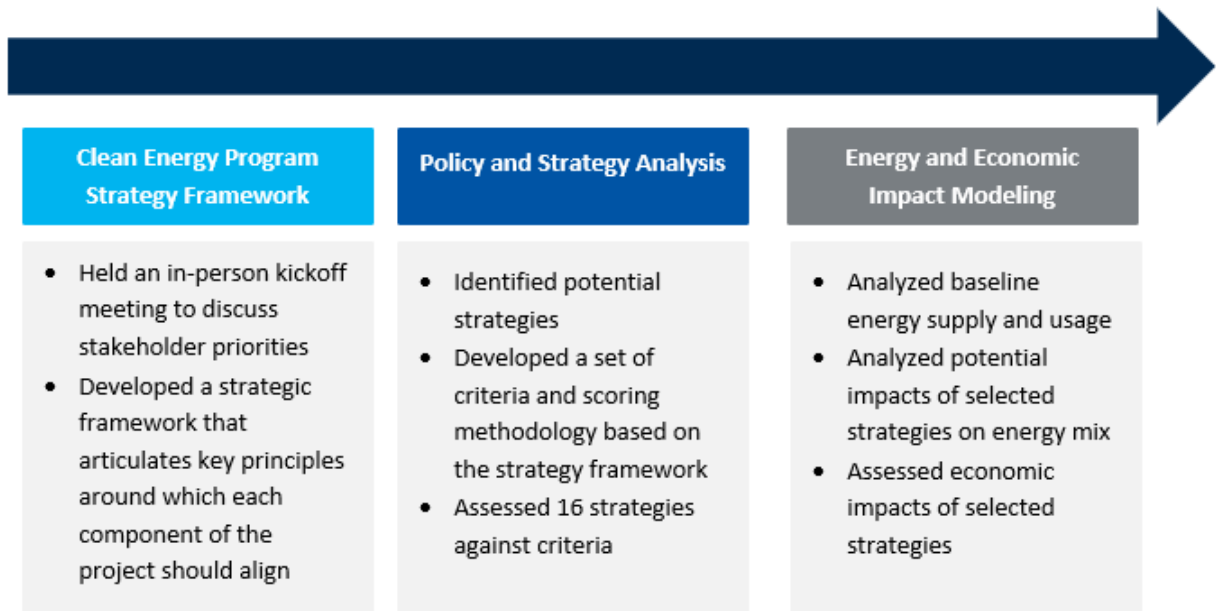 Clean Energy Program
Strategy Framework
• Held an in-person kickoff
meeting to discuss
stakeholder priorities
• Developed a strategic
framework that
articulates key principles
around which each
component of the
project should align
Policy and Strategy Analysis
• Identified potential
strategies
• Developed a set of
criteria and scoring
methodology based on
the strategy framework
• Assessed 16 strategies
against criteria
Energy and Economic
Impact Modeling
• Analyzed baseline
energy supply and usage
• Analyzed potential
impacts of selected
strategies on energy mix
• Assessed economic
impacts of selected
strategies